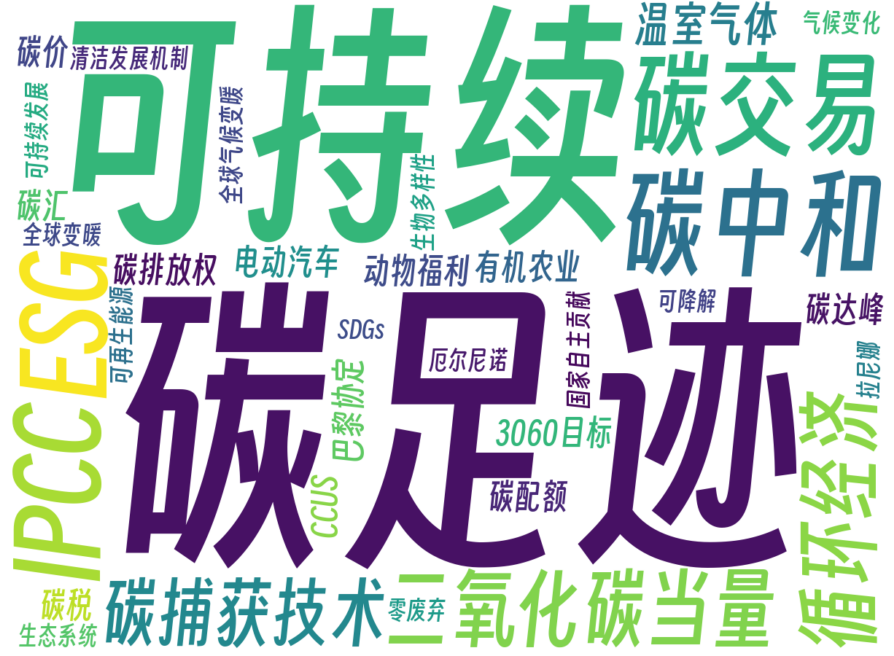 碳价
清洁发展机制
可持续
温室气体
气候变化
碳交易
可持续发展
全球气候变暖
生物多样性
碳汇
全球变暖
碳中和
ESG
碳排放权
电动汽车
动物福利
有机农业
可再生能源
SDGs
厄尔尼诺
国家自主贡献
可降解
碳达峰
碳足迹
拉尼娜
IPCC
巴黎协定
3060目标
CCUS
碳配额
循环经济
碳税
生态系统
碳捕获技术
零废弃
二氧化碳当量